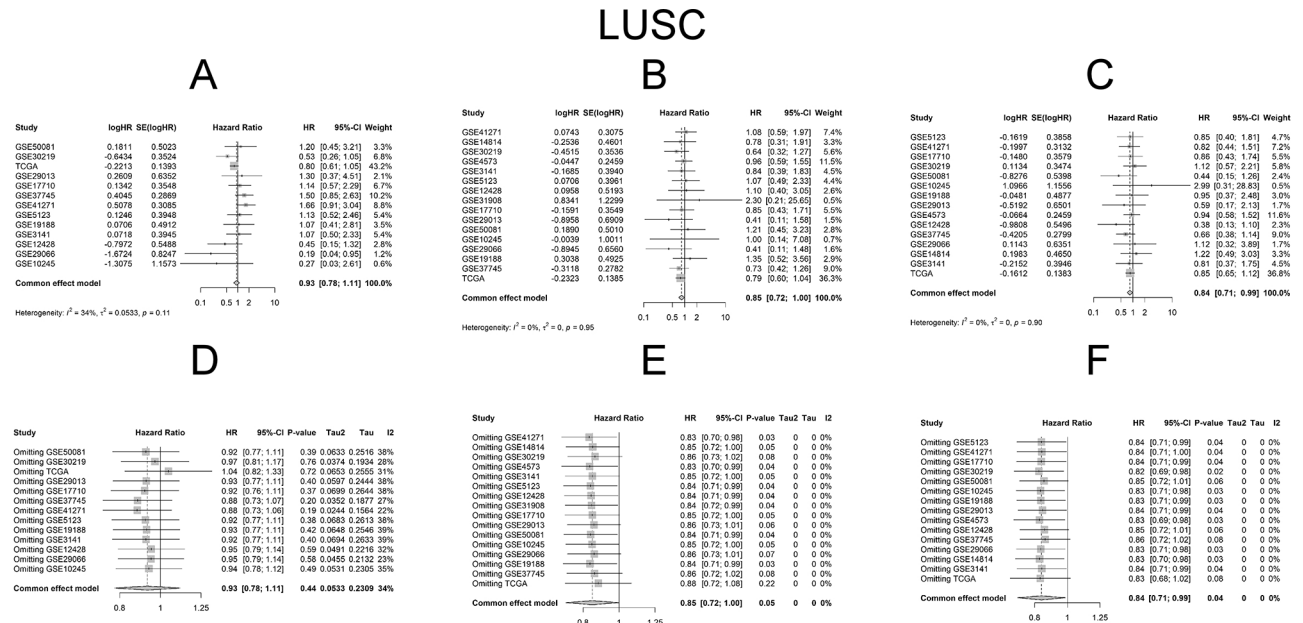 LUSC
A
Study logHR SE(logHR) Hazard Ratio HR 95%-CI Weight
GSE50081 0.1811 0.5023 1.20 [0.45; 3.21] 3.3%
GSE30219 -0.6434 0.3524 0.53 [0.26; 1.05] 6.8%
TCGA -0.2213 0.1393 0.80 [0.61; 1.05] 43.2%
GSE29013 0.2609 0.6352 1.30 [0.37; 4.51] 2.1%
GSE17710 0.1342 0.3548 1.14 [0.57; 2.29] 6.7%
GSE37745 0.4045 0.2869 1.50 [0.85; 2.63] 10.2%
GSE41271 0.5078 0.3085 1.66 [0.91; 3.04] 8.8%
GSE5123 0.1246 0.3948 1.13 [0.52; 2.46] 5.4%
GSE19188 0.0706 0.4912 1.07 [0.41; 2.81] 3.5%
GSE3141 0.0718 0.3945 1.07 [0.50; 2.33] 5.4%
GSE12428 -0.7972 0.5488 0.45 [0.15; 1.32] 2.8%
GSE29066 -1.6724 0.8247 0.19 [0.04; 0.95] 1.2%
GSE10245 -1.3075 1.1573 0.27 [0.03; 2.61] 0.6%
Common effect model 0.93 [0.78; 1.11] 100.0%
0.1 0.5 1 2 10
Heterogeneity: I² = 34%, τ² = 0.0533, p = 0.11
B
Study logHR SE(logHR) Hazard Ratio HR 95%-CI Weight
GSE41271 0.0743 0.3075 1.08 [0.59; 1.97] 7.4%
GSE14814 -0.2536 0.4601 0.78 [0.31; 1.91] 3.3%
GSE30219 -0.4515 0.3536 0.64 [0.32; 1.27] 5.6%
GSE4573 -0.0447 0.2459 0.96 [0.59; 1.55] 11.5%
GSE3141 -0.1685 0.3940 0.84 [0.39; 1.83] 4.5%
GSE5123 0.0706 0.3961 1.07 [0.49; 2.33] 4.4%
GSE12428 0.0958 0.5193 1.10 [0.40; 3.05] 2.6%
GSE31908 0.8341 1.2299 2.30 [0.21; 25.65] 0.5%
GSE17710 -0.1591 0.3549 0.85 [0.43; 1.71] 5.5%
GSE29013 -0.8958 0.6909 0.41 [0.11; 1.58] 1.5%
GSE50081 0.1890 0.5010 1.21 [0.45; 3.23] 2.8%
GSE10245 -0.0039 1.0011 1.00 [0.14; 7.08] 0.7%
GSE29066 -0.8945 0.6560 0.41 [0.11; 1.48] 1.6%
GSE19188 0.3038 0.4925 1.35 [0.52; 3.56] 2.9%
GSE37745 -0.3118 0.2782 0.73 [0.42; 1.26] 9.0%
TCGA -0.2323 0.1385 0.79 [0.60; 1.04] 36.3%
Common effect model 0.85 [0.72; 1.00] 100.0%
0.1 0.5 1 2 10
Heterogeneity: I² = 0%, τ² = 0, p = 0.95
C
Study logHR SE(logHR) Hazard Ratio HR 95%-CI Weight
GSE5123 -0.1619 0.3858 0.85 [0.40; 1.81] 4.7%
GSE41271 -0.1997 0.3132 0.82 [0.44; 1.51] 7.2%
GSE17710 -0.1480 0.3579 0.86 [0.43; 1.74] 5.5%
GSE30219 0.1134 0.3474 1.12 [0.57; 2.21] 5.8%
GSE50081 -0.8276 0.5398 0.44 [0.15; 1.26] 2.4%
GSE10245 1.0966 1.1556 2.99 [0.31; 28.83] 0.5%
GSE19188 -0.0481 0.4877 0.95 [0.37; 2.48] 3.0%
GSE29013 -0.5192 0.6501 0.59 [0.17; 2.13] 1.7%
GSE4573 -0.0664 0.2459 0.94 [0.58; 1.52] 11.6%
GSE12428 -0.9808 0.5496 0.38 [0.13; 1.10] 2.3%
GSE37745 -0.4205 0.2799 0.66 [0.38; 1.14] 9.0%
GSE29066 0.1143 0.6351 1.12 [0.32; 3.89] 1.7%
GSE14814 0.1983 0.4650 1.22 [0.49; 3.03] 3.3%
GSE3141 -0.2152 0.3946 0.81 [0.37; 1.75] 4.5%
TCGA -0.1612 0.1383 0.85 [0.65; 1.12] 36.8%
Common effect model 0.84 [0.71; 0.99] 100.0%
0.1 0.5 1 2 10
Heterogeneity: I² = 0%, τ² = 0, p = 0.90
D
Study Hazard Ratio HR 95%-CI P-value Tau2 Tau I2
Omitting GSE50081 0.92 [0.77; 1.11] 0.39 0.0633 0.2516 38%
Omitting GSE30219 0.97 [0.81; 1.17] 0.76 0.0374 0.1934 28%
Omitting TCGA 1.04 [0.82; 1.33] 0.72 0.0653 0.2555 31%
Omitting GSE29013 0.93 [0.77; 1.11] 0.40 0.0597 0.2444 38%
Omitting GSE17710 0.92 [0.76; 1.11] 0.37 0.0699 0.2644 38%
Omitting GSE37745 0.88 [0.73; 1.07] 0.20 0.0352 0.1877 27%
Omitting GSE41271 0.88 [0.73; 1.06] 0.19 0.0244 0.1564 22%
Omitting GSE5123 0.92 [0.77; 1.11] 0.38 0.0683 0.2613 38%
Omitting GSE19188 0.93 [0.77; 1.11] 0.42 0.0648 0.2546 39%
Omitting GSE3141 0.92 [0.77; 1.11] 0.40 0.0694 0.2633 39%
Omitting GSE12428 0.95 [0.79; 1.14] 0.59 0.0491 0.2216 32%
Omitting GSE29066 0.95 [0.79; 1.14] 0.58 0.0455 0.2132 23%
Omitting GSE10245 0.94 [0.78; 1.12] 0.49 0.0531 0.2305 33%
Common effect model 0.93 [0.78; 1.11] 0.44 0.0533 0.2309 34%
0.8 1 1.25
E
Study Hazard Ratio HR 95%-CI P-value Tau2 Tau I2
Omitting GSE41271 0.83 [0.70; 0.98] 0.03 0 0 0%
Omitting GSE14814 0.85 [0.72; 1.00] 0.06 0 0 0%
Omitting GSE30219 0.86 [0.73; 1.02] 0.08 0 0 0%
Omitting GSE4573 0.83 [0.70; 0.99] 0.04 0 0 0%
Omitting GSE3141 0.85 [0.72; 1.00] 0.05 0 0 0%
Omitting GSE5123 0.84 [0.71; 0.99] 0.04 0 0 0%
Omitting GSE12428 0.84 [0.71; 0.99] 0.04 0 0 0%
Omitting GSE31908 0.84 [0.72; 0.99] 0.04 0 0 0%
Omitting GSE17710 0.85 [0.72; 1.00] 0.05 0 0 0%
Omitting GSE29013 0.86 [0.73; 1.01] 0.06 0 0 0%
Omitting GSE50081 0.84 [0.71; 0.99] 0.04 0 0 0%
Omitting GSE10245 0.85 [0.72; 1.00] 0.05 0 0 0%
Omitting GSE29066 0.86 [0.73; 1.01] 0.07 0 0 0%
Omitting GSE19188 0.84 [0.71; 0.99] 0.03 0 0 0%
Omitting GSE37745 0.86 [0.72; 1.02] 0.08 0 0 0%
Omitting TCGA 0.88 [0.72; 1.08] 0.22 0 0 0%
Common effect model 0.85 [0.72; 1.00] 0.05 0 0 0%
0.8 1 1.25
F
Study Hazard Ratio HR 95%-CI P-value Tau2 Tau I2
Omitting GSE5123 0.84 [0.71; 0.99] 0.04 0 0 0%
Omitting GSE41271 0.84 [0.71; 1.00] 0.04 0 0 0%
Omitting GSE17710 0.84 [0.71; 0.99] 0.04 0 0 0%
Omitting GSE30219 0.82 [0.69; 0.98] 0.02 0 0 0%
Omitting GSE50081 0.85 [0.72; 1.01] 0.06 0 0 0%
Omitting GSE10245 0.83 [0.71; 0.98] 0.03 0 0 0%
Omitting GSE19188 0.84 [0.71; 0.99] 0.03 0 0 0%
Omitting GSE29013 0.84 [0.71; 0.99] 0.04 0 0 0%
Omitting GSE4573 0.83 [0.69; 0.98] 0.03 0 0 0%
Omitting GSE12428 0.85 [0.72; 1.01] 0.06 0 0 0%
Omitting GSE37745 0.86 [0.72; 1.02] 0.08 0 0 0%
Omitting GSE29066 0.83 [0.71; 0.98] 0.03 0 0 0%
Omitting GSE14814 0.83 [0.70; 0.98] 0.03 0 0 0%
Omitting GSE3141 0.84 [0.71; 0.99] 0.04 0 0 0%
Omitting TCGA 0.83 [0.68; 1.02] 0.08 0 0 0%
Common effect model 0.84 [0.71; 0.99] 0.04 0 0 0%
0.8 1 1.25